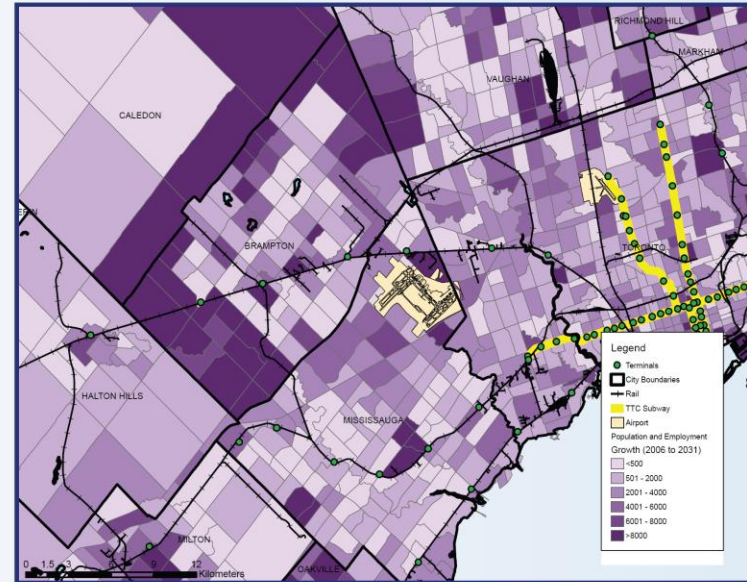 RICHMOND HILL
MARKHAM
VAUGHAN
CALEDON
BRAMPTON
TORONTO
HALTON HILLS
MISSISSAUGA
MILTON
OAKVILLE
Legend
Terminals
City Boundaries
Rail
TTC Subway
Airport
Population and Employment
Growth (2006 to 2031)
<500
501 - 2000
2001 - 4000
4001 - 6000
6001 - 8000
>8000
0 1.5 3 6 9 12
Kilometers